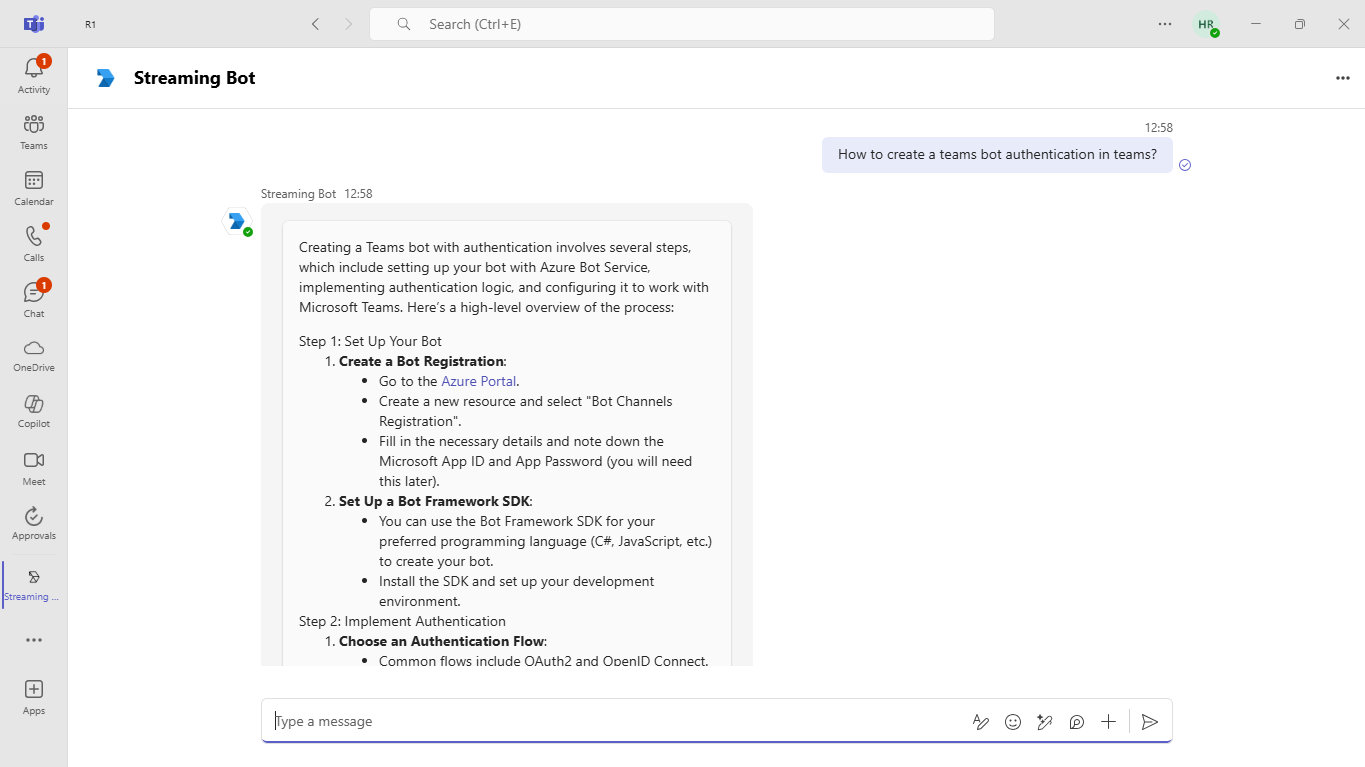 R1
Search (Ctrl+E)
HR
1
Activity
Teams
Calendar
Calls
1
Chat
OneDrive
Copilot
Meet
Approvals
Streaming ...
Apps
Streaming Bot
12:58
How to create a teams bot authentication in teams?
Streaming Bot 12:58
Creating a Teams bot with authentication involves several steps,
which include setting up your bot with Azure Bot Service,
implementing authentication logic, and configuring it to work with
Microsoft Teams. Here's a high-level overview of the process:
Step 1: Set Up Your Bot
1. Create a Bot Registration:
• Go to the Azure Portal.
• Create a new resource and select "Bot Channels
Registration".
• Fill in the necessary details and note down the
Microsoft App ID and App Password (you will need
this later).
2. Set Up a Bot Framework SDK:
• You can use the Bot Framework SDK for your
preferred programming language (C#, JavaScript, etc.)
to create your bot.
• Install the SDK and set up your development
environment.
Step 2: Implement Authentication
1. Choose an Authentication Flow:
• Common flows include OAuth2 and OpenID Connect.
Type a message